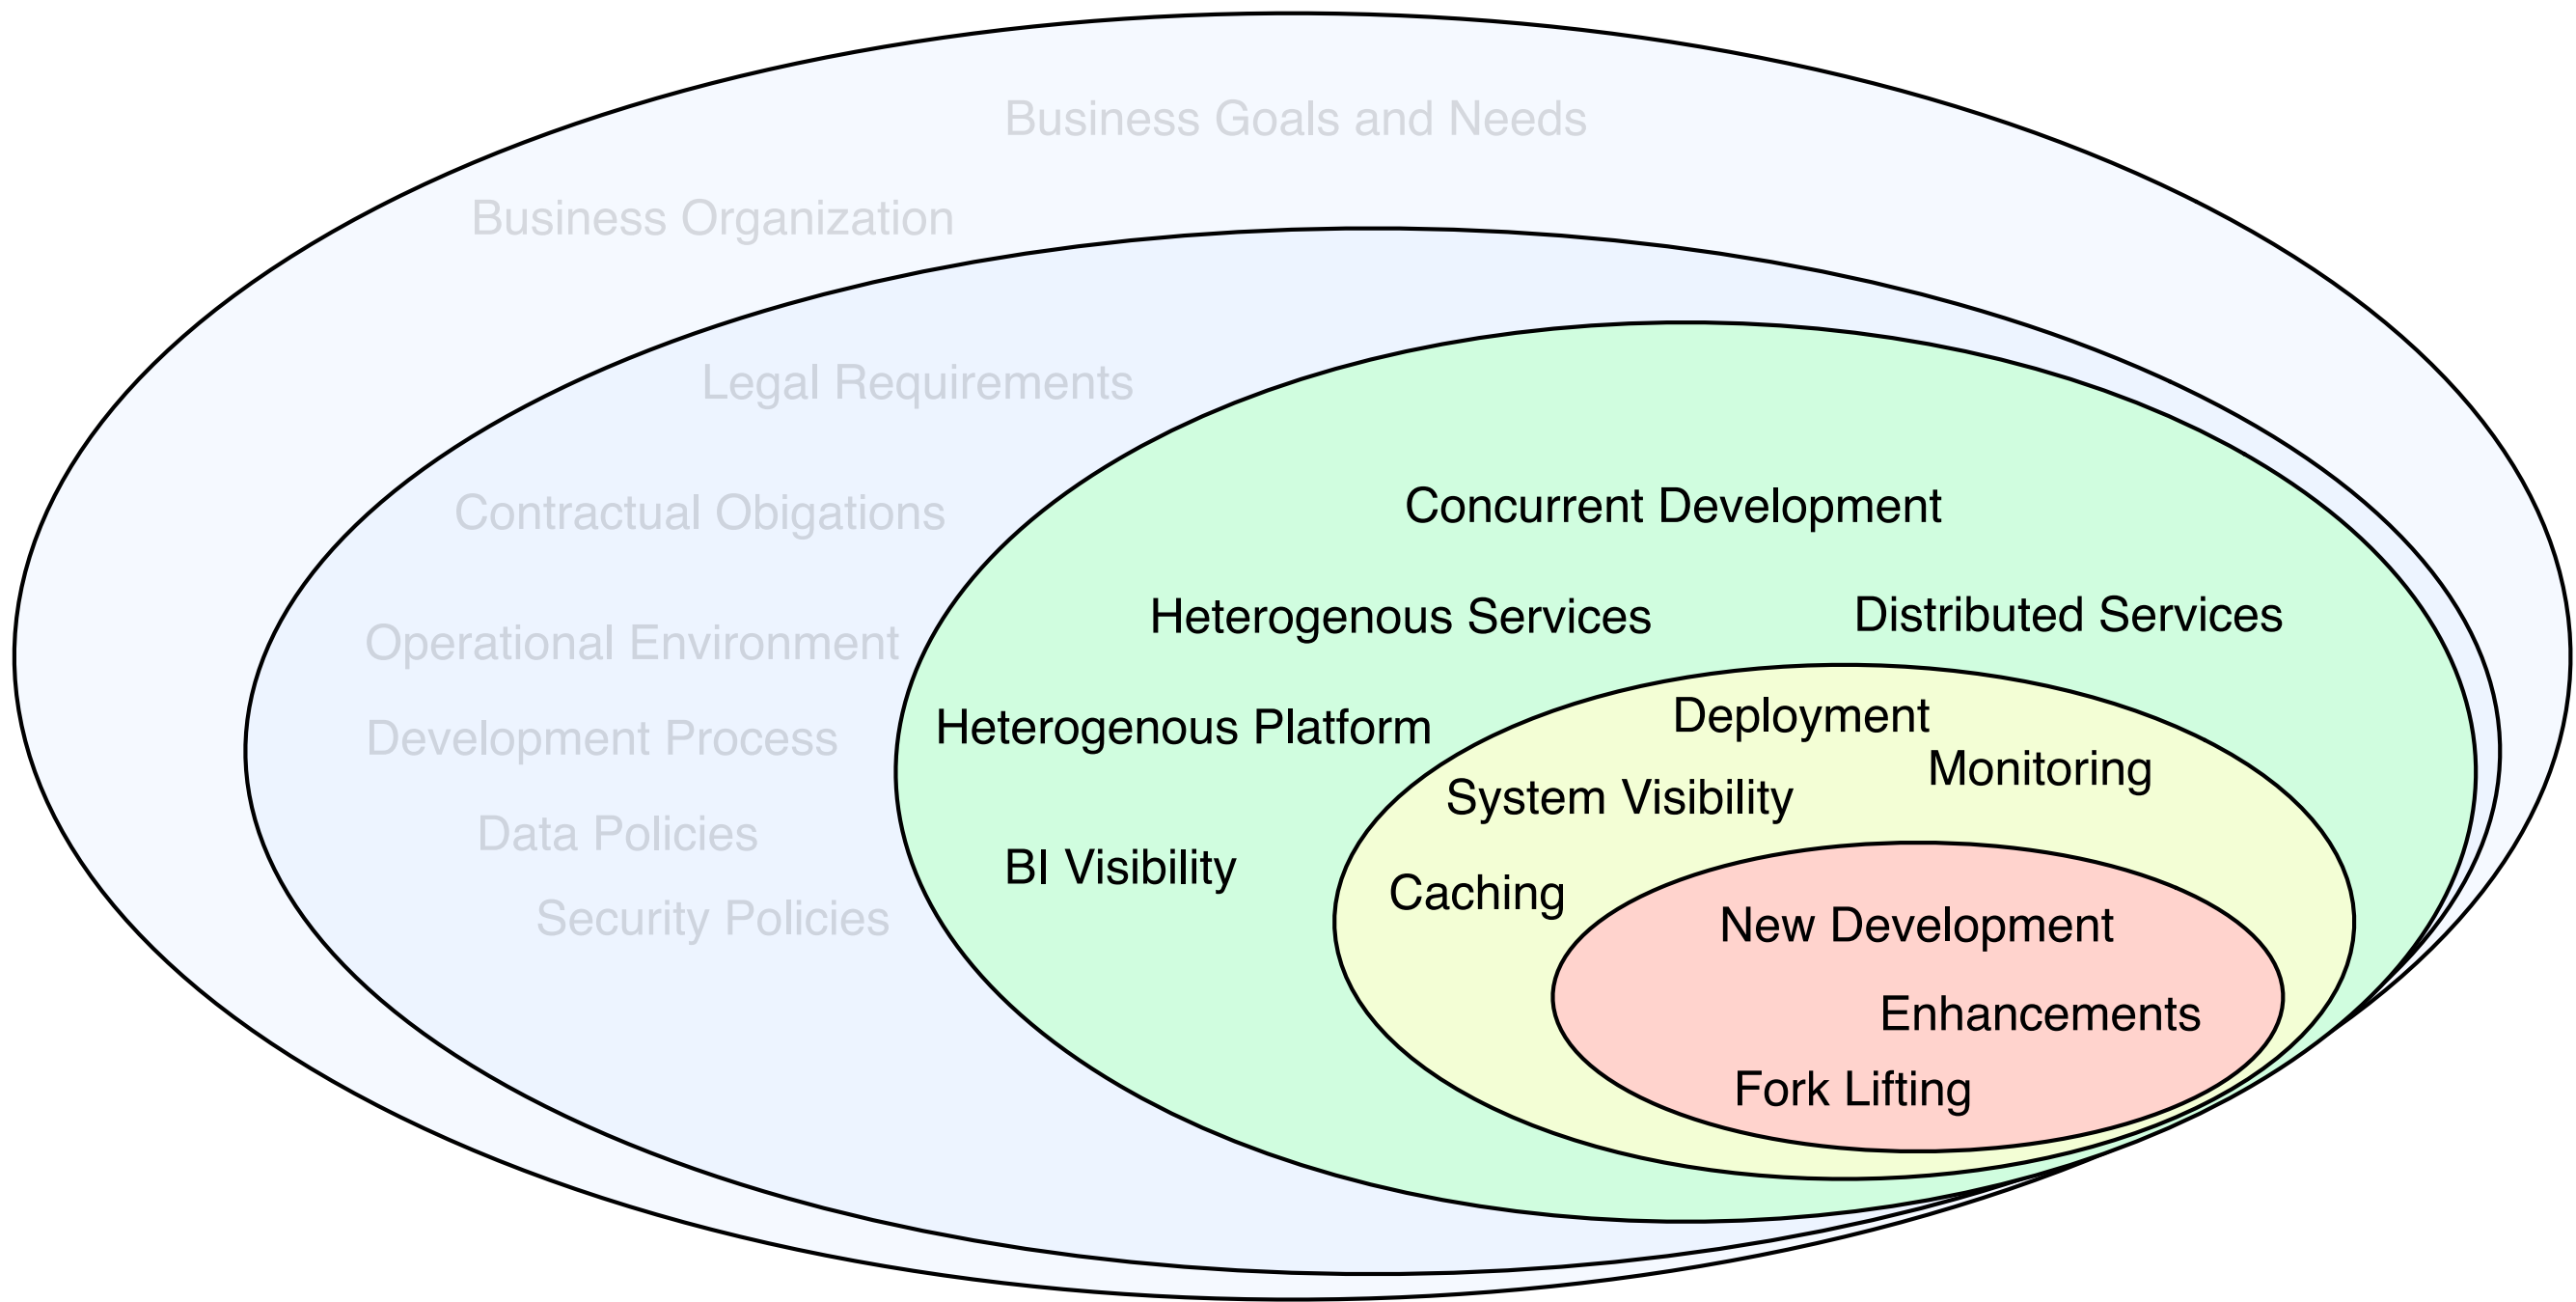 Business Goals and Needs
Business Organization
Legal Requirements
Contractual Obigations
Operational Environment
Development Process
Data Policies
Security Policies
Concurrent Development
Heterogenous Services
Distributed Services
Heterogenous Platform
BI Visibility
Deployment
Monitoring
System Visibility
Caching
New Development
Enhancements
Fork Lifting